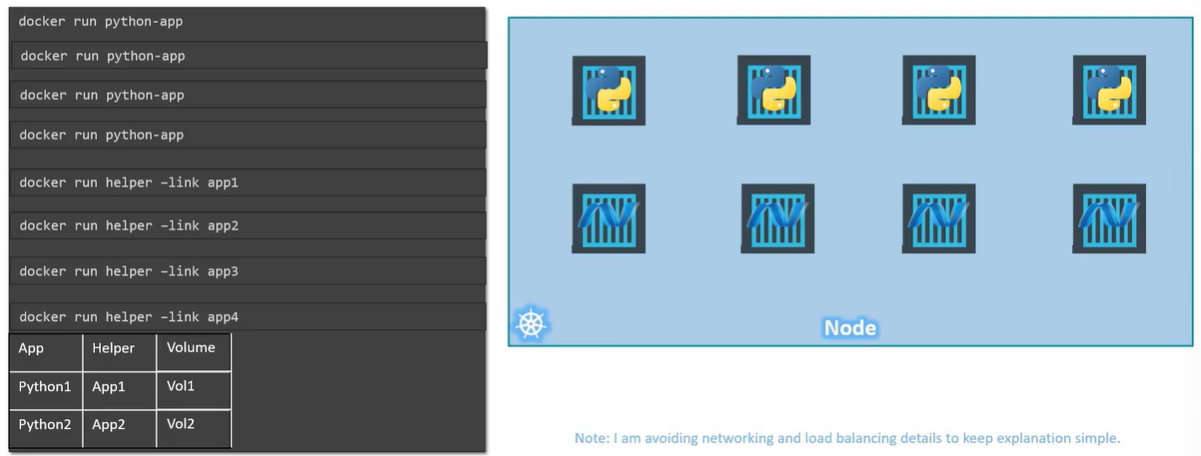 docker run python-app
docker run python-app
docker run python-app
docker run python-app
docker run helper –link app1
docker run helper –link app2
docker run helper –link app3
docker run helper –link app4
App Helper Volume
Python1 App1 Vol1
Python2 App2 Vol2
Node
Note: I am avoiding networking and load balancing details to keep explanation simple.